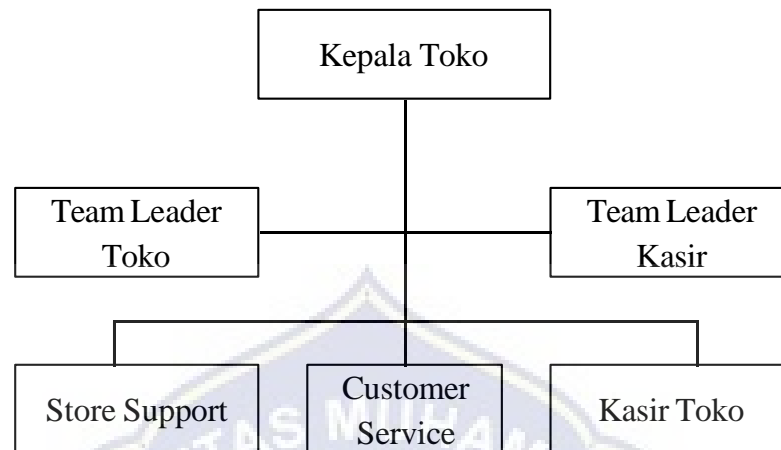 Kepala Toko
Team Leader
Toko
Team Leader
Kasir
Store Support
Customer
Service
Kasir Toko